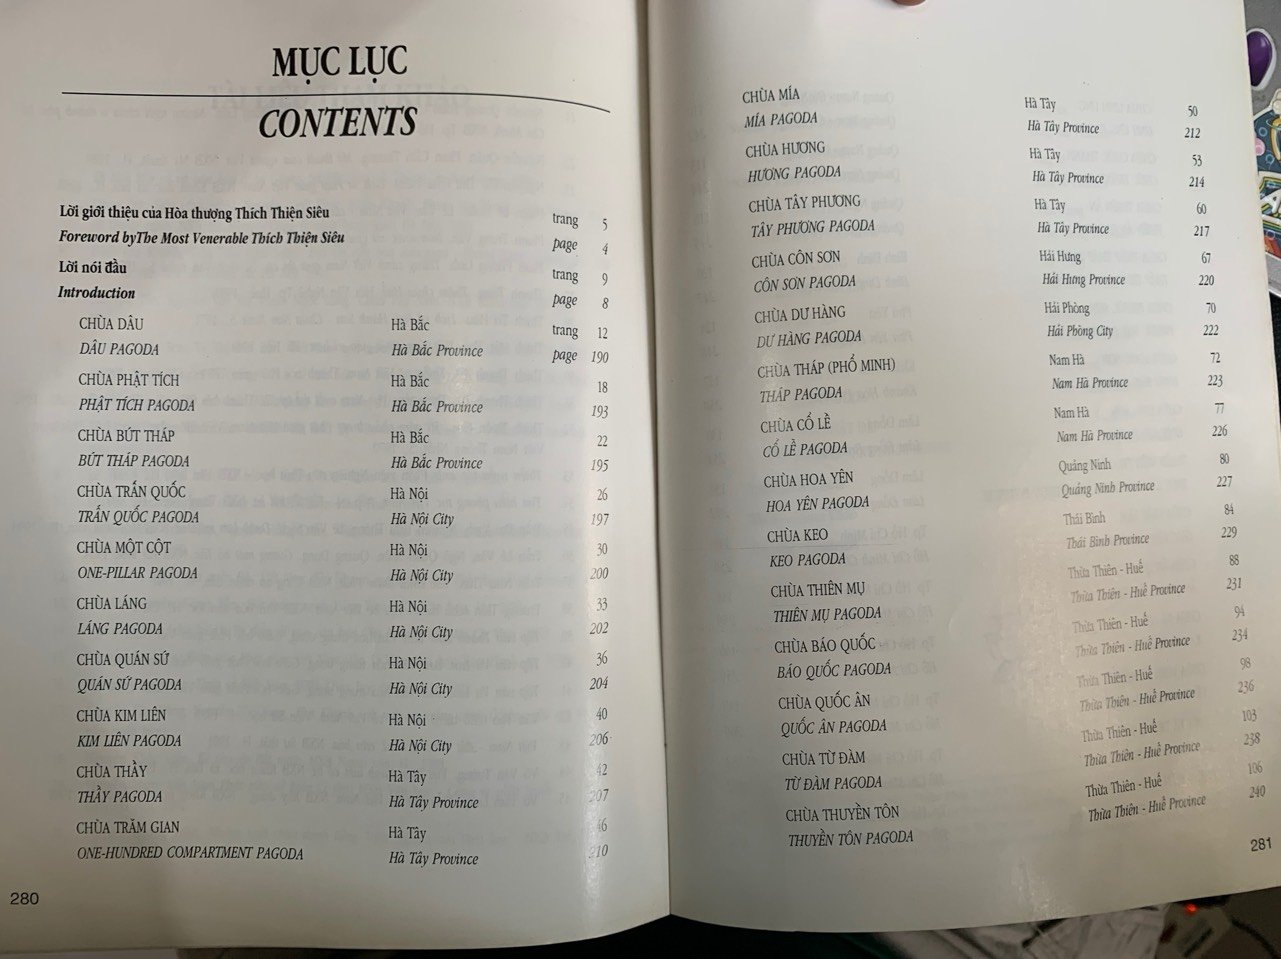 MỤC LỤC
CONTENTS
Lời giới thiệu của Hòa thượng Thích Thiện Siêu trang 5
Foreword byThe Most Venerable Thích Thiện Siêu page 4
Lời nói đầu trang 9
Introduction page 8
CHÙA DÂU Hà Bắc trang 12
DÂU PAGODA Hà Bắc Province page 190
CHÙA PHẬT TÍCH Hà Bắc 18
PHẬT TÍCH PAGODA Hà Bắc Province 193
CHÙA BÚT THÁP Hà Bắc 22
BÚT THÁP PAGODA Hà Bắc Province 195
CHÙA TRẤN QUỐC Hà Nội 26
TRẤN QUỐC PAGODA Hà Nội City 197
CHÙA MỘT CỘT Hà Nội 30
ONE-PILLAR PAGODA Hà Nội City 200
CHÙA LÁNG Hà Nội 33
LÁNG PAGODA Hà Nội City 202
CHÙA QUÁN SỨ Hà Nội 36
QUÁN SỨ PAGODA Hà Nội City 204
CHÙA KIM LIÊN Hà Nội 40
KIM LIÊN PAGODA Hà Nội City 206
CHÙA THẦY Hà Tây 42
THẦY PAGODA Hà Tây Province 207
CHÙA TRĂM GIAN Hà Tây 46
ONE-HUNDRED COMPARTMENT PAGODA Hà Tây Province 210
280
CHÙA MÍA Hà Tây 50
MÍA PAGODA Hà Tây Province 212
CHÙA HƯƠNG Hà Tây 53
HƯƠNG PAGODA Hà Tây Province 214
CHÙA TÂY PHƯƠNG Hà Tây 60
TÂY PHƯƠNG PAGODA Hà Tây Province 217
CHÙA CÔN SƠN Hải Hưng 67
CÔN SƠN PAGODA Hải Hưng Province 220
CHÙA DƯ HÀNG Hải Phòng 70
DƯ HÀNG PAGODA Hải Phòng City 222
CHÙA THÁP (PHỔ MINH) Nam Hà 72
THÁP PAGODA Nam Hà Province 223
CHÙA CỔ LỄ Nam Hà 77
CỔ LỄ PAGODA Nam Hà Province 226
CHÙA HOA YÊN Quảng Ninh 80
HOA YÊN PAGODA Quảng Ninh Province 227
CHÙA KEO Thái Bình 84
KEO PAGODA Thái Bình Province 229
CHÙA THIÊN MỤ Thừa Thiên - Huế 88
THIÊN MỤ PAGODA Thừa Thiên - Huế Province 231
CHÙA BÁO QUỐC Thừa Thiên - Huế 94
BÁO QUỐC PAGODA Thừa Thiên - Huế Province 234
CHÙA QUỐC ÂN Thừa Thiên - Huế 98
QUỐC ÂN PAGODA Thừa Thiên - Huế Province 236
CHÙA TỪ ĐÀM Thừa Thiên - Huế 103
TỪ ĐÀM PAGODA Thừa Thiên - Huế Province 238
CHÙA THUYỀN TÔN Thừa Thiên - Huế 106
THUYỀN TÔN PAGODA Thừa Thiên - Huế Province 240
281